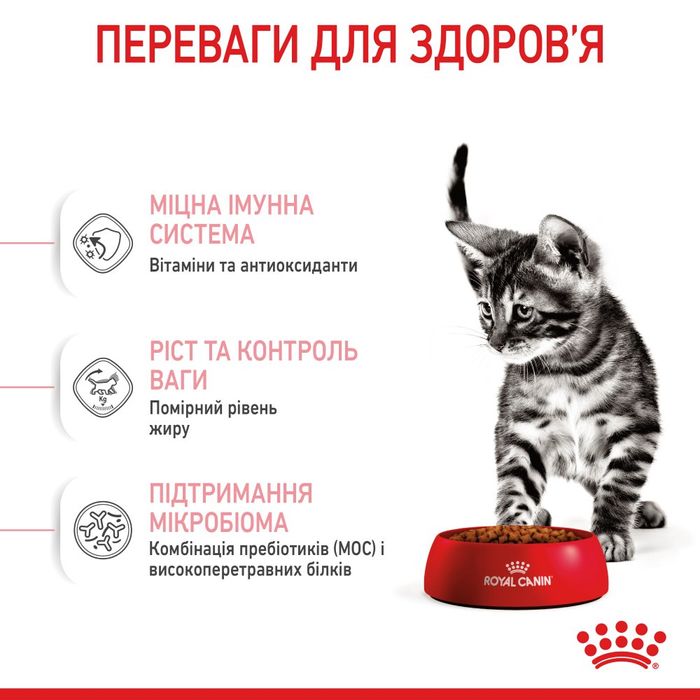 ПЕРЕВАГИ ДЛЯ ЗДОРОВ’Я
МІЦНА ІМУННА
СИСТЕМА
Вітаміни та антиоксиданти
РІСТ ТА КОНТРОЛЬ
ВАГИ
Помірний рівень
жиру
Kg
ПІДТРИМАННЯ
МІКРОБІОМА
Комбінація пребіотиків (МОС) і
високоперетравних білків
ROYAL CANIN